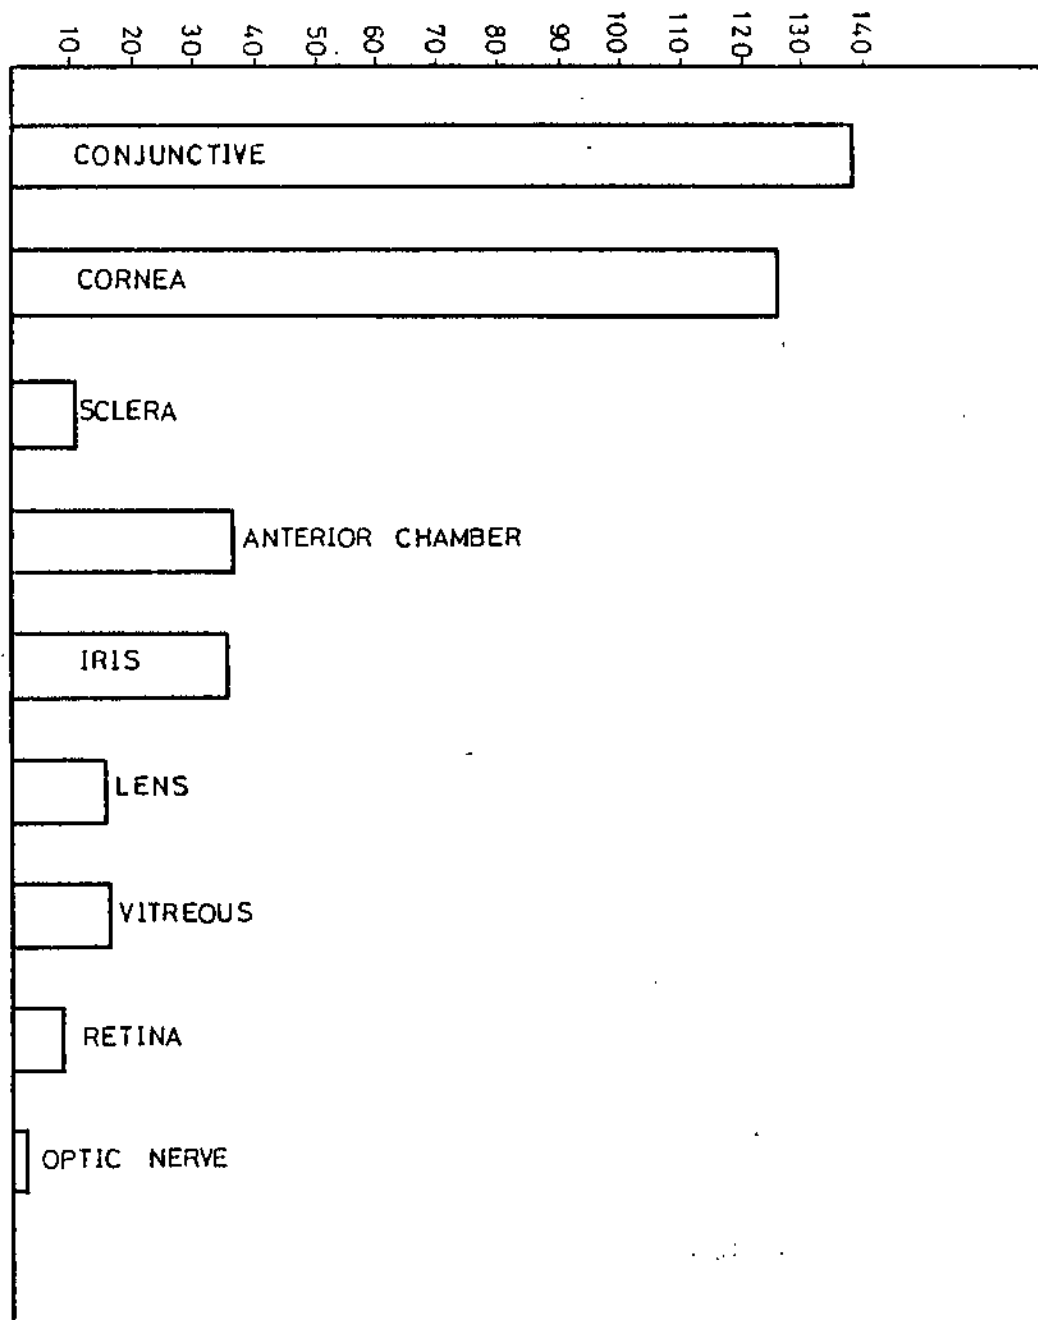 10 20 30 40 50 60 70 80 90 100 110 120 130 140
CONJUNCTIVE
CORNEA
SCLERA
ANTERIOR CHAMBER
IRIS
LENS
VITREOUS
RETINA
OPTIC NERVE